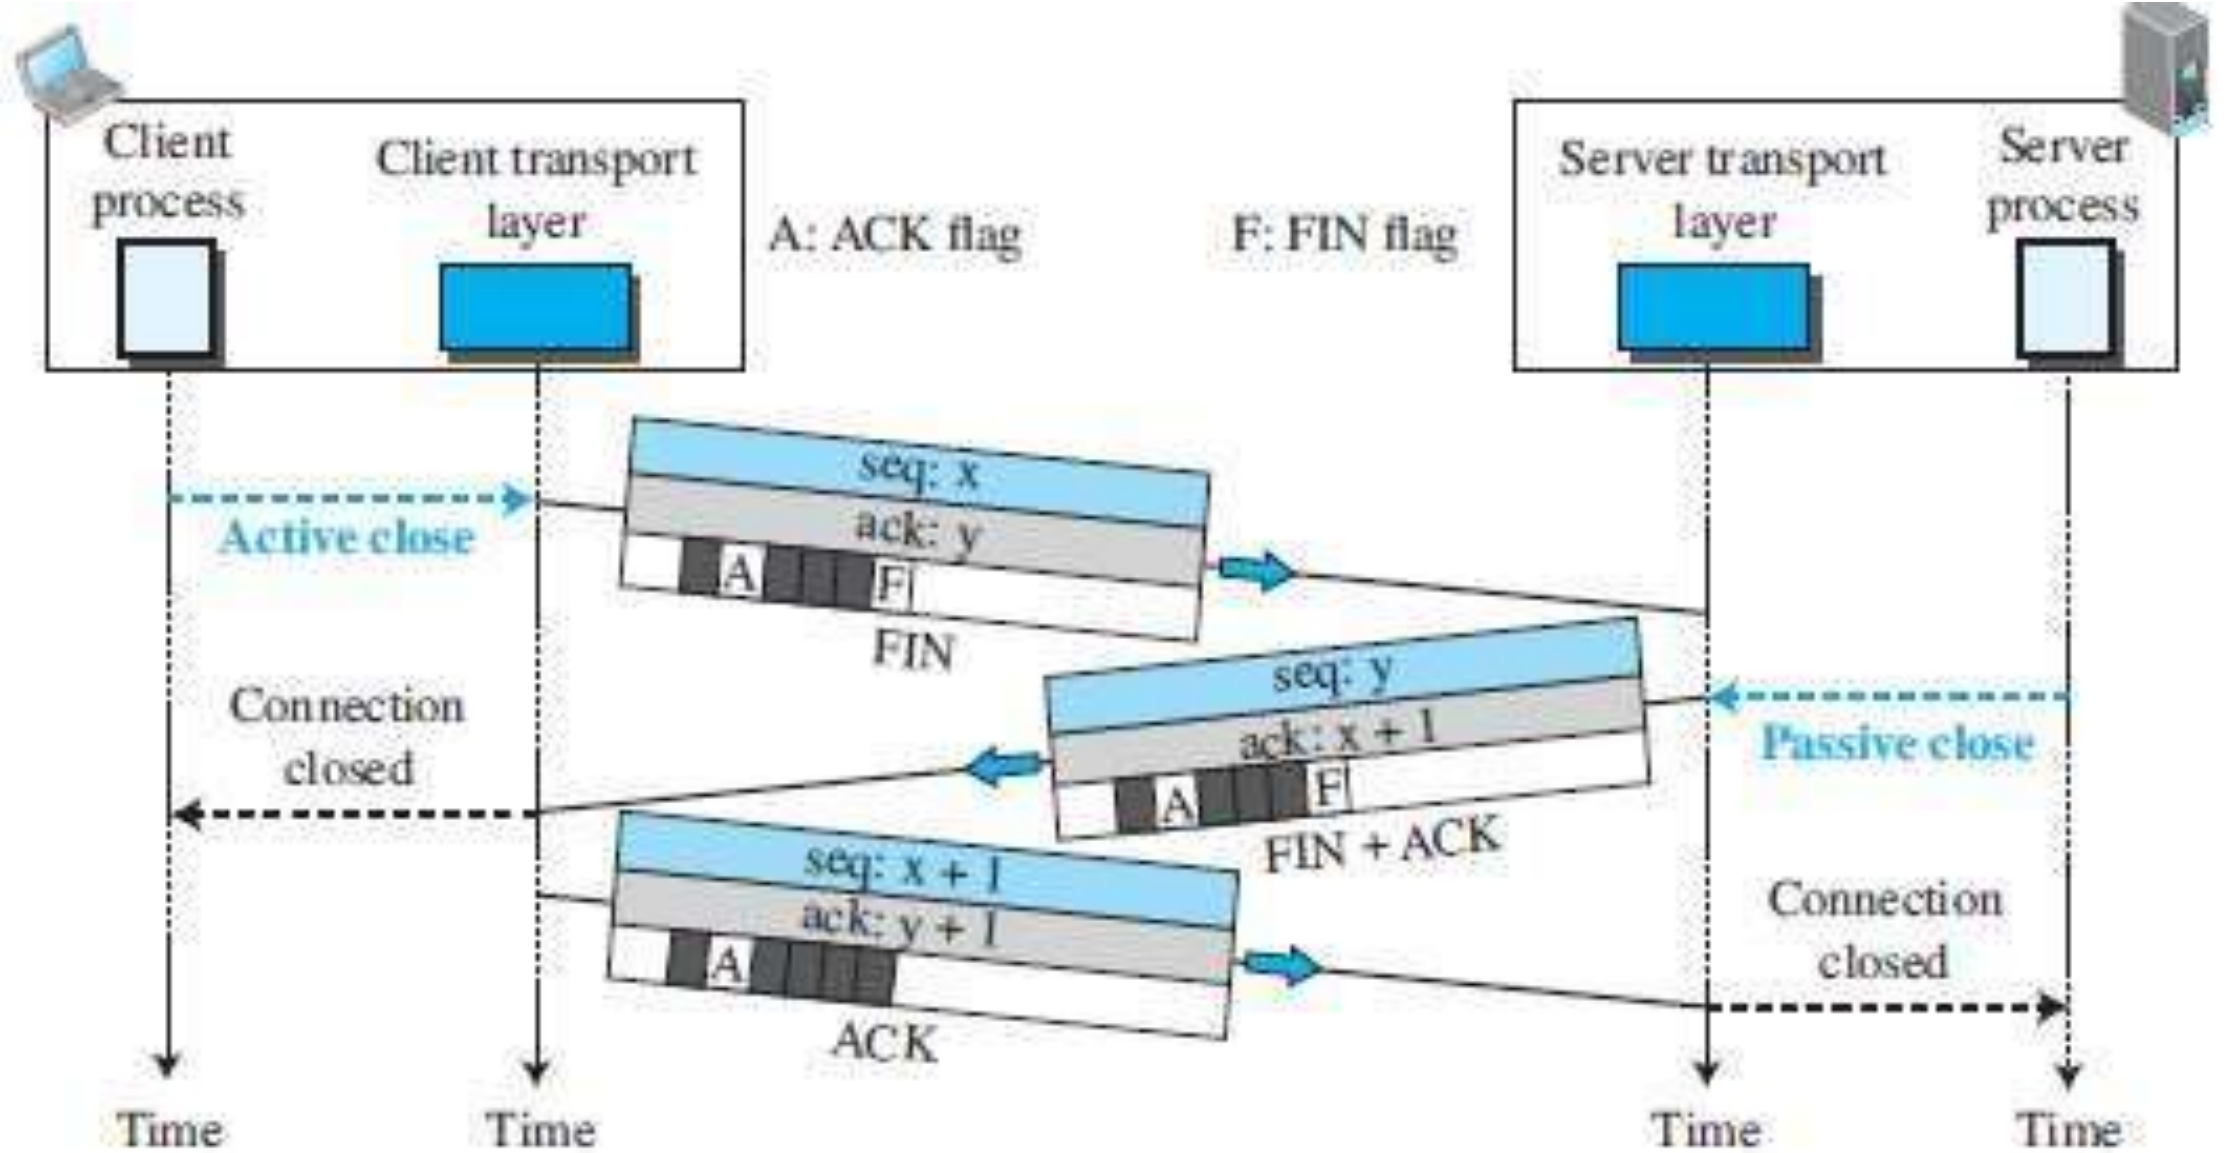 Client
process
Client transport
layer
A: ACK flag
F: FIN flag
Server transport
layer
Server
process
seq: x
ack: y
A
F
FIN
Active close
seq: y
ack: x + 1
A
F
FIN + ACK
Passive close
Connection
closed
seq: x + 1
ack: y + 1
A
ACK
Connection
closed
Time
Time
Time
Time